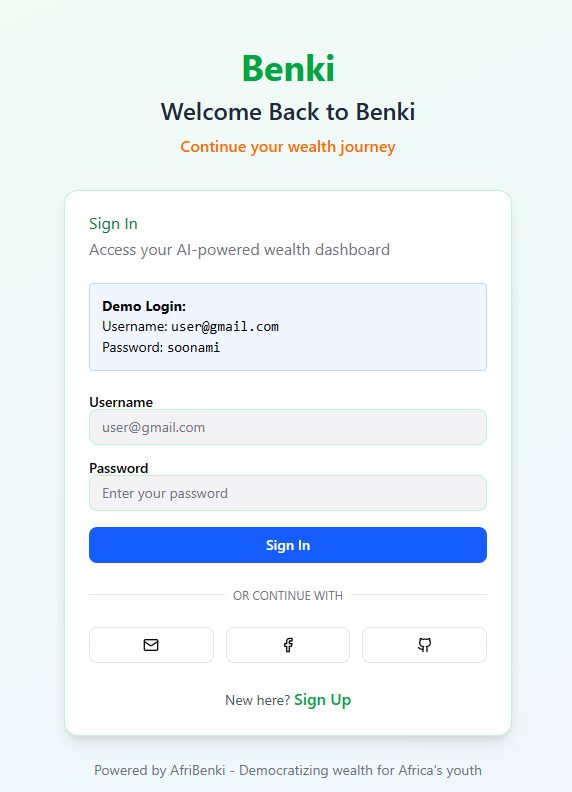 Benki
Welcome Back to Benki
Continue your wealth journey
Sign In
Access your AI-powered wealth dashboard
Demo Login:
Username: user@gmail.com
Password: soonami
Username
user@gmail.com
Password
Enter your password
Sign In
OR CONTINUE WITH
New here? Sign Up
Powered by AfriBenki - Democratizing wealth for Africa's youth